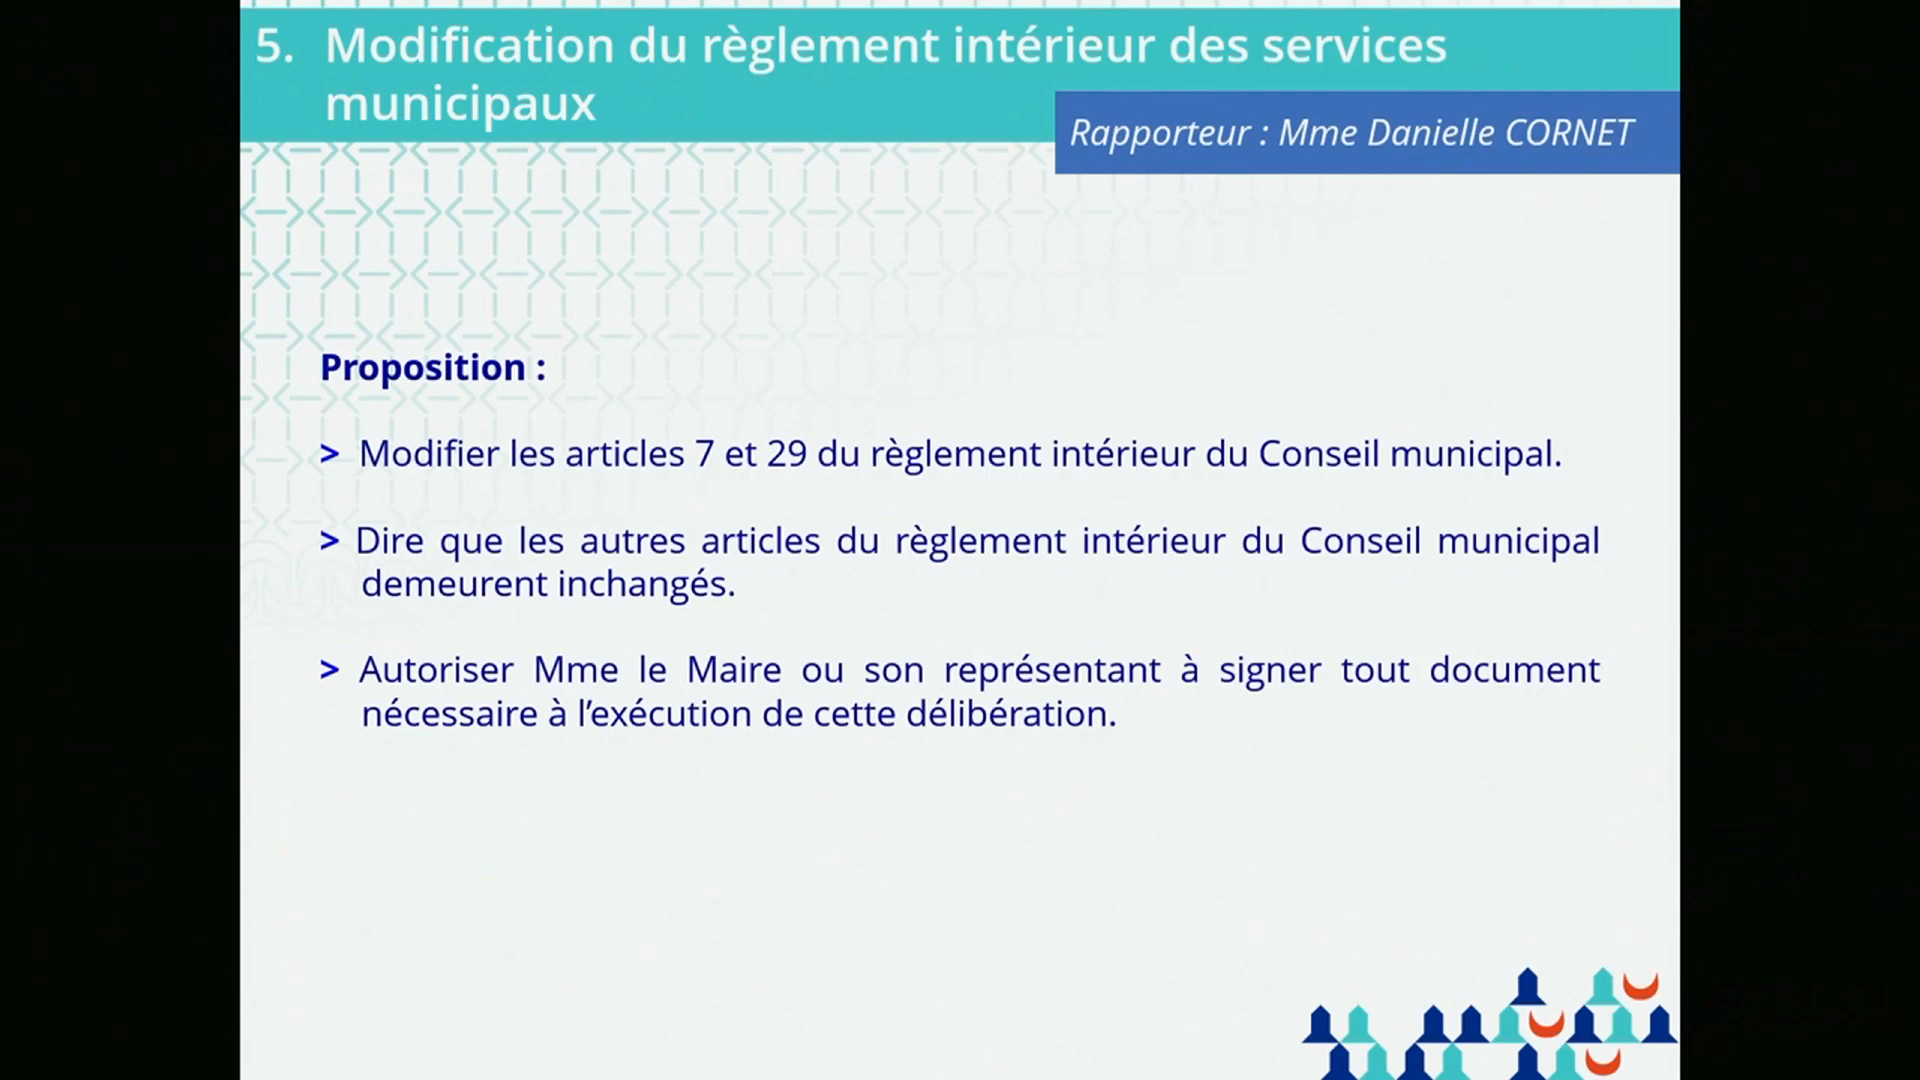 5. Modification du règlement intérieur des services
municipaux
Rapporteur : Mme Danielle CORNET
Proposition :
> Modifier les articles 7 et 29 du règlement intérieur du Conseil municipal.
> Dire que les autres articles du règlement intérieur du Conseil municipal
demeurent inchangés.
> Autoriser Mme le Maire ou son représentant à signer tout document
nécessaire à l’exécution de cette délibération.